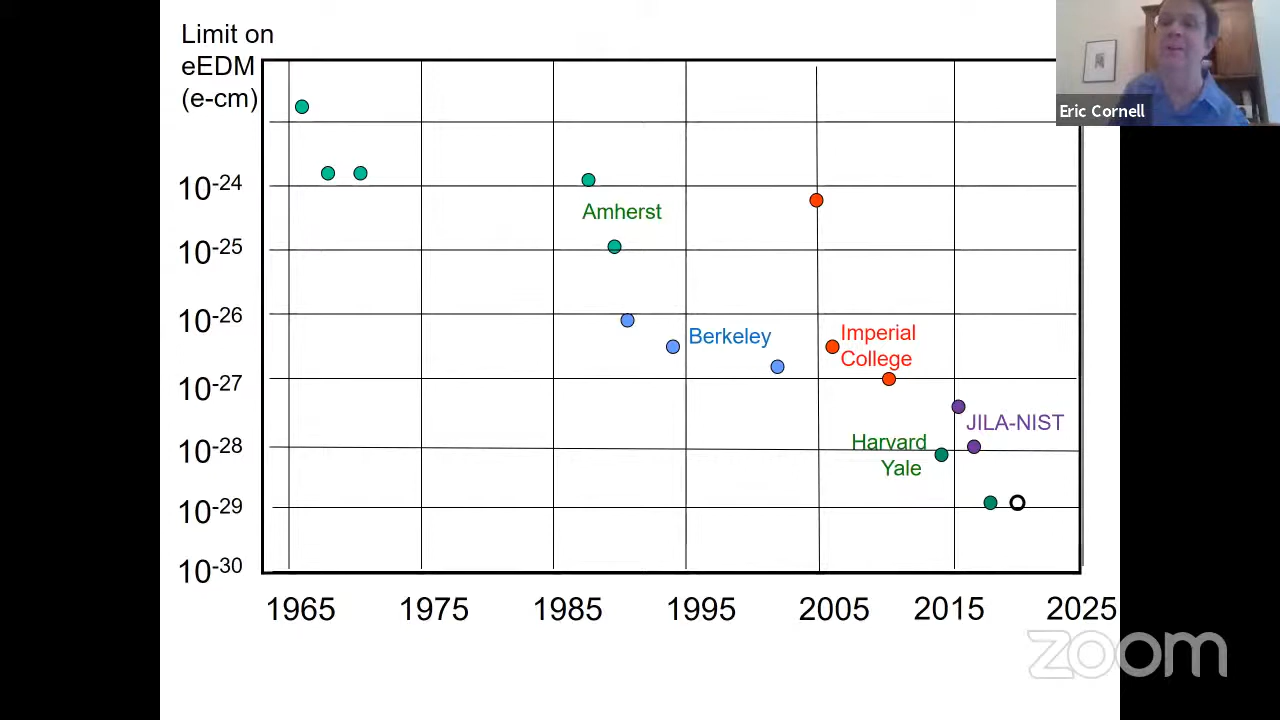 Limit on
eEDM
(e-cm)
Eric Cornell
10-24
Amherst
10-25
10-26
Berkeley
Imperial
College
10-27
JILA-NIST
Harvard
Yale
10-28
10-29
10-30
1965 1975 1985 1995 2005 2015 2025
zoom